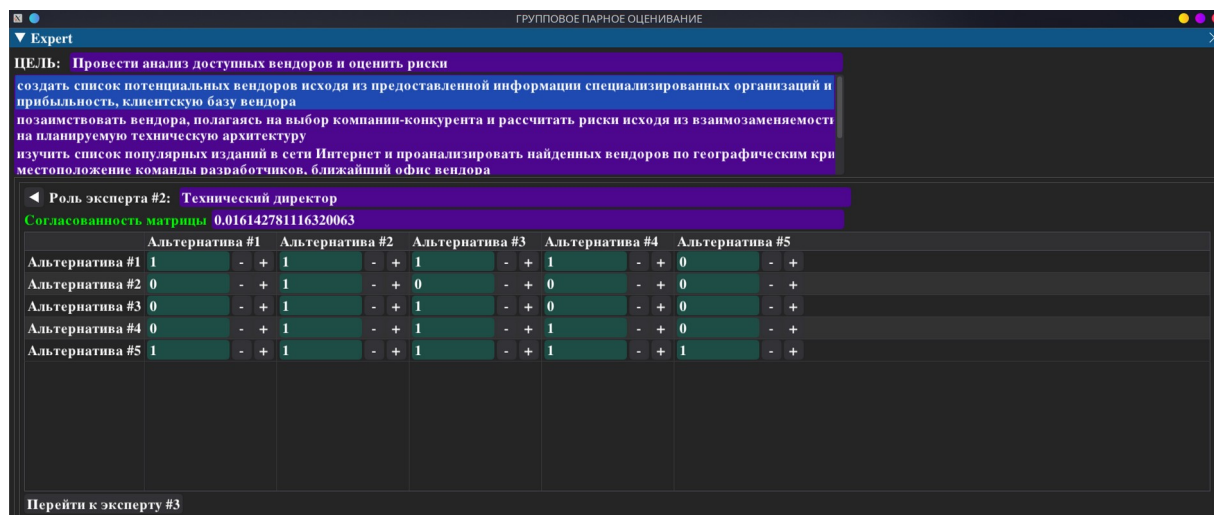 ГРУППОВОЕ ПАРНОЕ ОЦЕНИВАНИЕ
▼ Expert
ЦЕЛЬ: Провести анализ доступных вендоров и оценить риски
создать список потенциальных вендоров исходя из предоставленной информации специализированных организаций и
прибыльность, клиентскую базу вендора
позаимствовать вендора, полагаясь на выбор компании-конкурента и рассчитать риски исходя из взаимозаменяемости
на планируемую техническую архитектуру
изучить список популярных изданий в сети Интернет и проанализировать найденных вендоров по географическим кри
местоположение команды разработчиков, ближайший офис вендора
◀ Роль эксперта #2: Технический директор
Согласованность матрицы 0.016142781116320063
Альтернатива #1 Альтернатива #2 Альтернатива #3 Альтернатива #4 Альтернатива #5
Альтернатива #1 1 - + 1 - + 1 - + 1 - + 0 - +
Альтернатива #2 0 - + 1 - + 0 - + 0 - + 0 - +
Альтернатива #3 0 - + 1 - + 1 - + 0 - + 0 - +
Альтернатива #4 0 - + 1 - + 1 - + 1 - + 0 - +
Альтернатива #5 1 - + 1 - + 1 - + 1 - + 1 - +
Перейти к эксперту #3